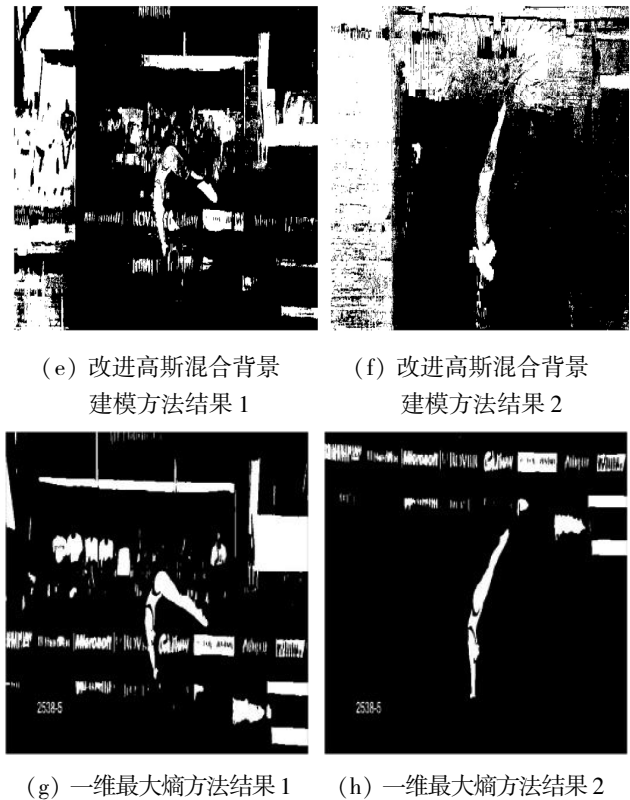 (e) 改进高斯混合背景 (f) 改进高斯混合背景
建模方法结果 1 建模方法结果 2
Microsoft
Microsoft
2538-5
2538-5
(g) 一维最大熵方法结果 1 (h) 一维最大熵方法结果 2